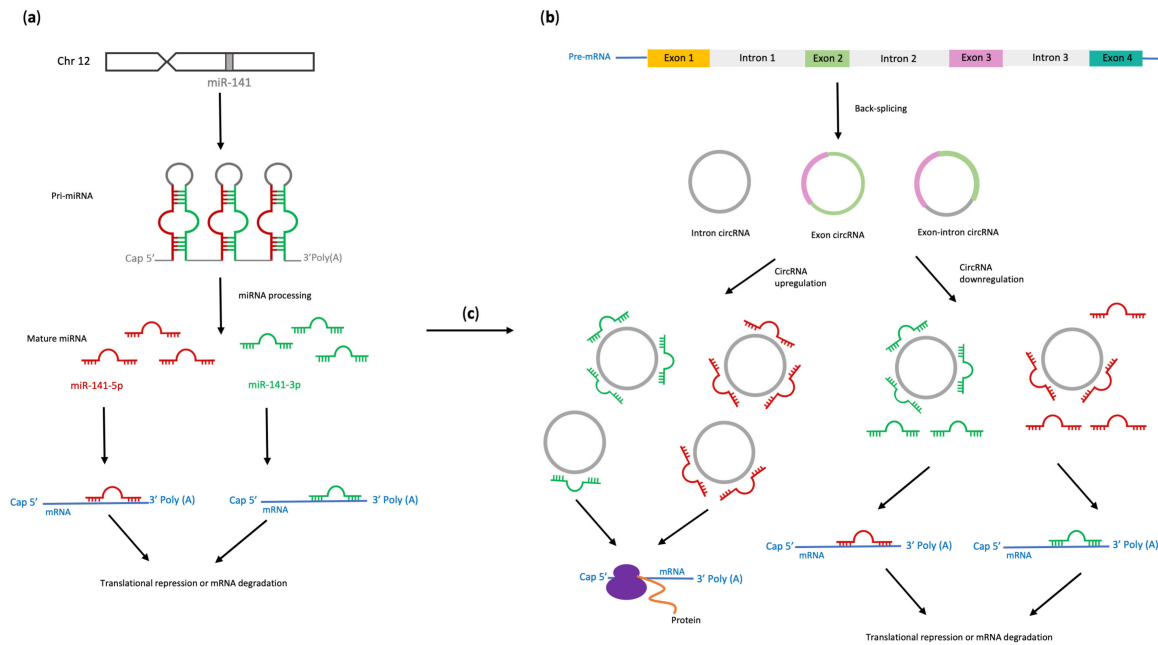 (a)
Chr 12
miR-141
Pri-miRNA
Cap 5’
3’Poly(A)
miRNA processing
Mature miRNA
miR-141-5p
miR-141-3p
Cap 5’
3’ Poly (A)
mRNA
Cap 5’
3’ Poly (A)
mRNA
Translational repression or mRNA degradation
(c)
(b)
Pre-mRNA
Exon 1
Intron 1
Exon 2
Intron 2
Exon 3
Intron 3
Exon 4
Back-splicing
Intron circRNA
Exon circRNA
Exon-intron circRNA
CircRNA
upregulation
CircRNA
downregulation
Cap 5’
mRNA
3’ Poly (A)
Protein
Cap 5’
mRNA
3’ Poly (A)
Cap 5’
mRNA
3’ Poly (A)
Translational repression or mRNA degradation